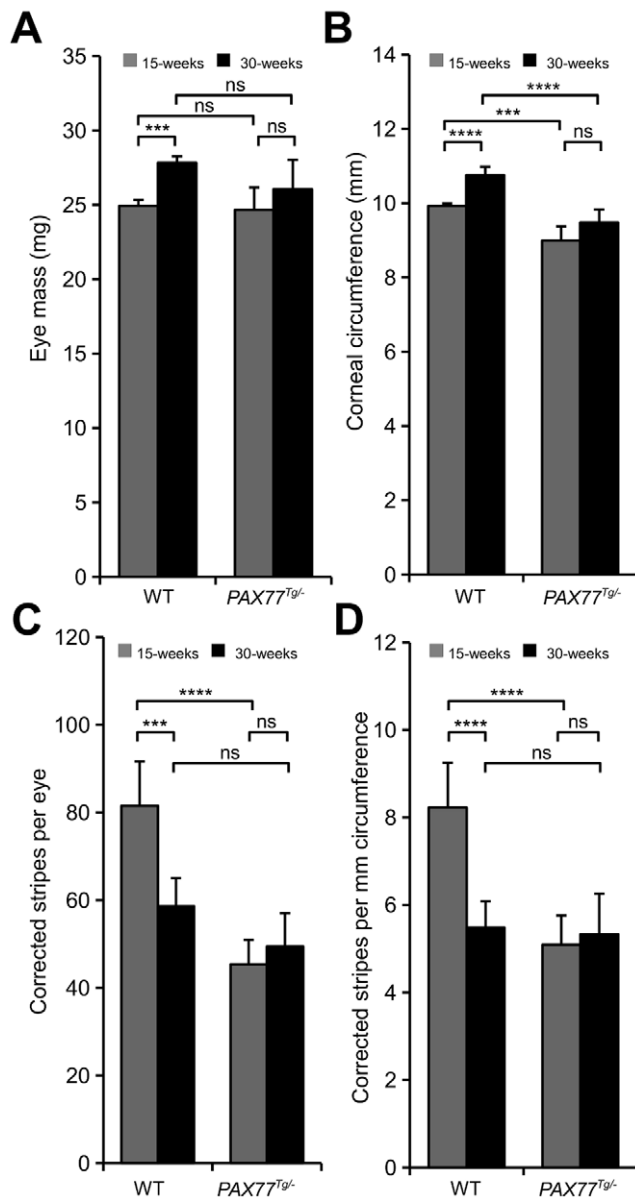 A
15-weeks 30-weeks
ns
ns
*** ns
Eye mass (mg)
35
30
25
20
15
10
5
0
WT PAX77Tg/-
B
15-weeks 30-weeks
****
***
**** ns
Corneal circumference (mm)
14
12
10
8
6
4
2
0
WT PAX77Tg/-
C
15-weeks 30-weeks
****
*** ns
ns
Corrected stripes per eye
120
100
80
60
40
20
0
WT PAX77Tg/-
D
15-weeks 30-weeks
****
**** ns
ns
Corrected stripes per mm circumference
12
10
8
6
4
2
0
WT PAX77Tg/-